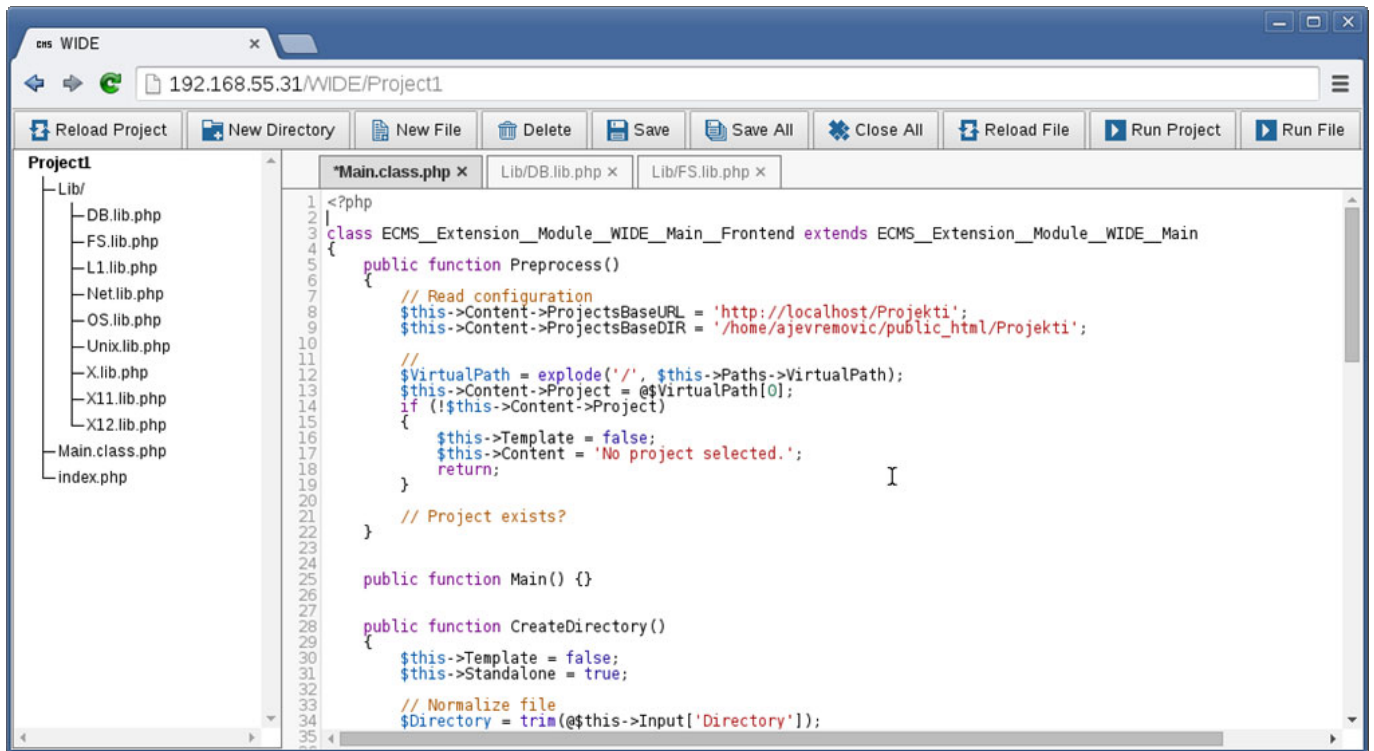 CMS WIDE ×
192.168.55.31/WIDE/Project1
Reload Project New Directory New File Delete Save Save All Close All Reload File Run Project Run File
Project1
Lib/
DB.lib.php
FS.lib.php
L1.lib.php
Net.lib.php
OS.lib.php
Unix.lib.php
X.lib.php
X11.lib.php
X12.lib.php
Main.class.php
index.php
*Main.class.php × Lib/DB.lib.php × Lib/FS.lib.php ×
1 <?php
2
3 class ECMS__Extension__Module__WIDE__Main__Frontend extends ECMS__Extension__Module__WIDE__Main
4 {
5     public function Preprocess()
6     {
7         // Read configuration
8         $this->Content->ProjectsBaseURL = 'http://localhost/Projekti';
9         $this->Content->ProjectsBaseDIR = '/home/ajevremovic/public_html/Projekti';
10
11         //
12         $VirtualPath = explode('/', $this->Paths->VirtualPath);
13         $this->Content->Project = @$VirtualPath[0];
14         if (!$this->Content->Project)
15         {
16             $this->Template = false;
17             $this->Content = 'No project selected.';
18             return;
19         }
20
21         // Project exists?
22     }
23
24
25     public function Main() {}
26
27
28     public function CreateDirectory()
29     {
30         $this->Template = false;
31         $this->Standalone = true;
32
33         // Normalize file
34         $Directory = trim(@$this->Input['Directory']);
35